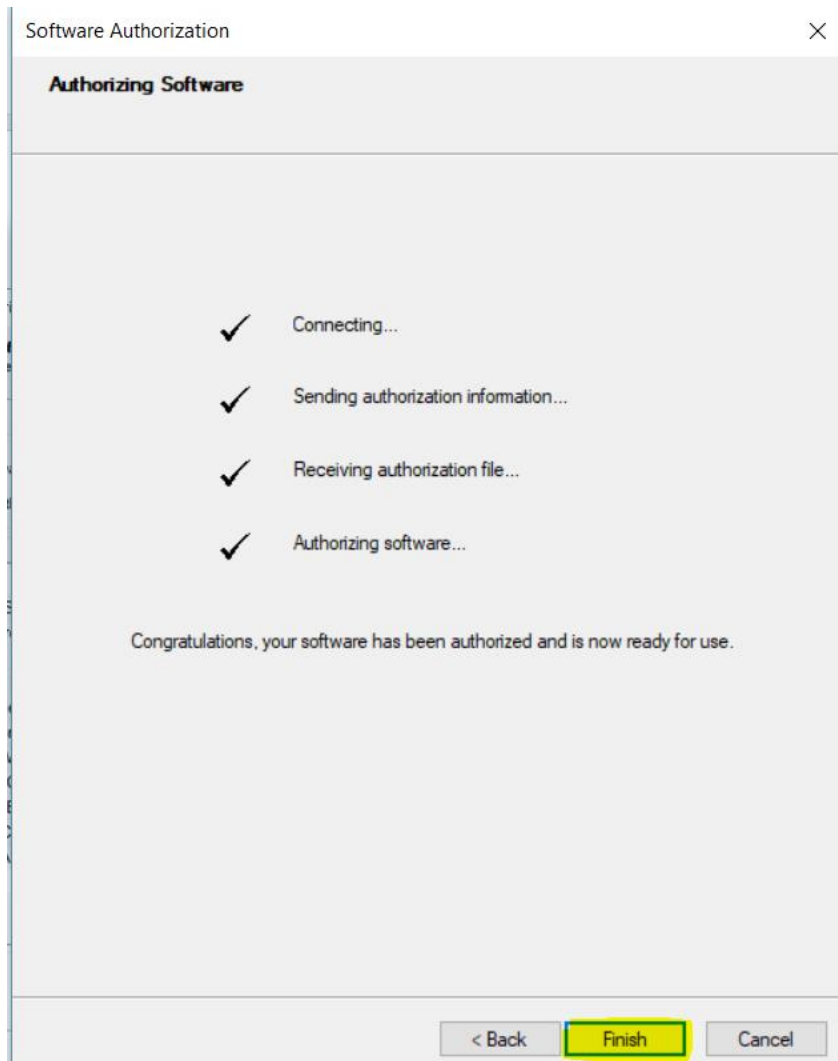 Software Authorization
Authorizing Software
Connecting...
Sending authorization information...
Receiving authorization file...
Authorizing software...
Congratulations, your software has been authorized and is now ready for use.
< Back Finish Cancel